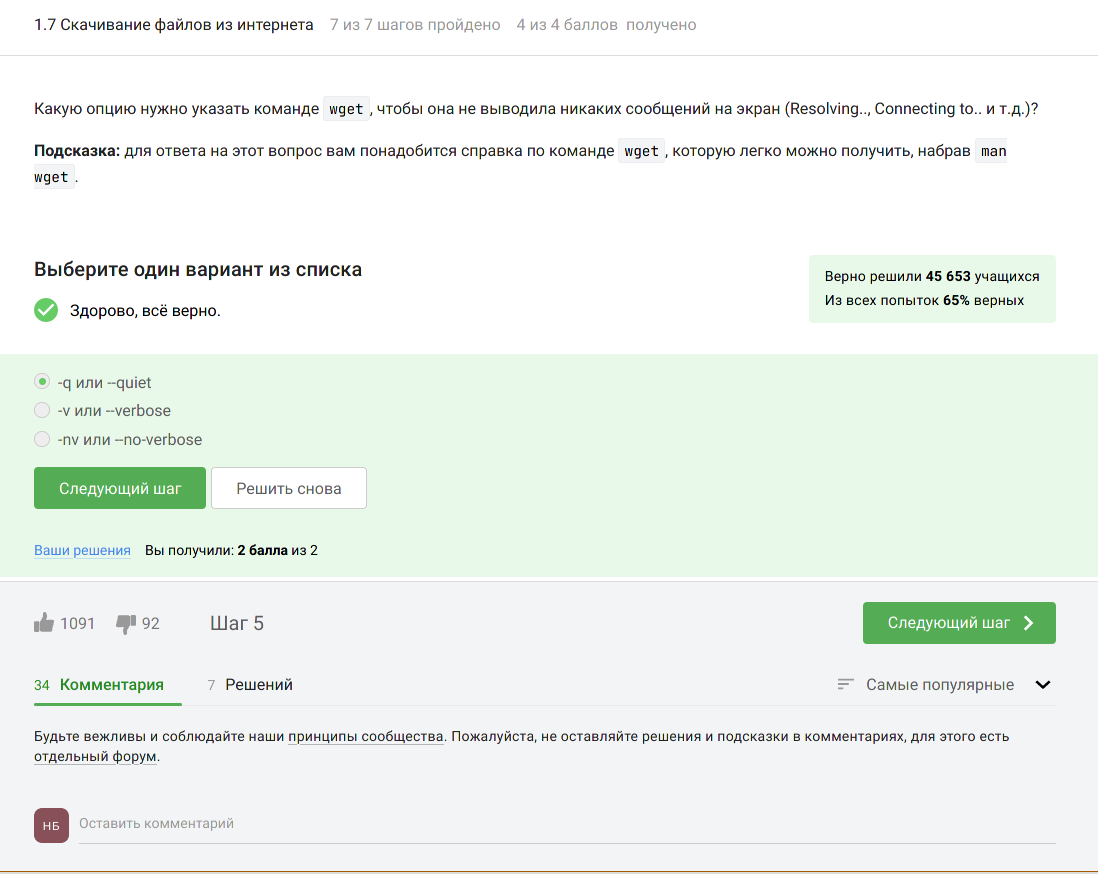 1.7 Скачивание файлов из интернета 7 из 7 шагов пройдено 4 из 4 баллов получено
Какую опцию нужно указать команде wget, чтобы она не выводила никаких сообщений на экран (Resolving.., Connecting to.. и т.д.)?
Подсказка: для ответа на этот вопрос вам понадобится справка по команде wget, которую легко можно получить, набрав man
wget.
Выберите один вариант из списка
Верно решили 45 653 учащихся
Из всех попыток 65% верных
Здорово, всё верно.
-q или --quiet
-v или --verbose
-nv или --no-verbose
Следующий шаг Решить снова
Ваши решения Вы получили: 2 балла из 2
1091 92 Шаг 5 Следующий шаг
34 Комментария 7 Решений Самые популярные
Будьте вежливы и соблюдайте наши принципы сообщества. Пожалуйста, не оставляйте решения и подсказки в комментариях, для этого есть
отдельный форум.
НБ Оставить комментарий